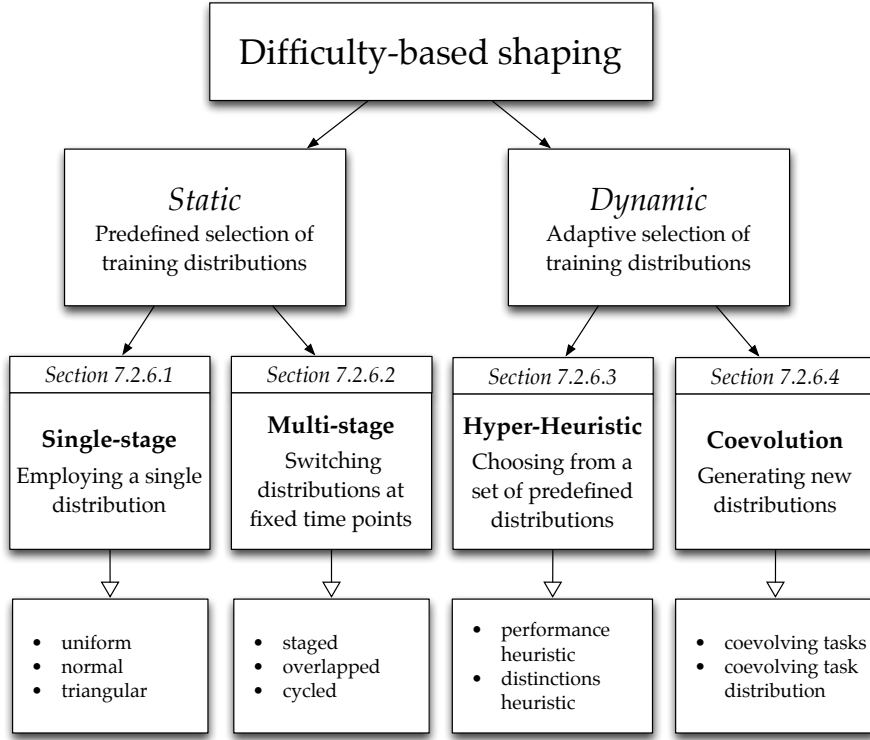 Difficulty-based shaping
Static
Predefined selection of
training distributions
Dynamic
Adaptive selection of
training distributions
Section 7.2.6.1
Single-stage
Employing a single
distribution
Section 7.2.6.2
Multi-stage
Switching
distributions at
fixed time points
Section 7.2.6.3
Hyper-Heuristic
Choosing from a
set of predefined
distributions
Section 7.2.6.4
Coevolution
Generating new
distributions
• uniform
• normal
• triangular
• staged
• overlapped
• cycled
• performance
heuristic
• distinctions
heuristic
• coevolving tasks
• coevolving task
distribution